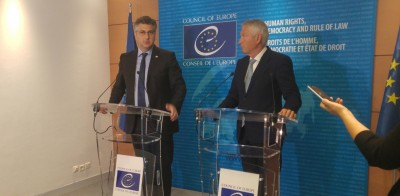 COUNCIL OF EUROPE
CONSEIL DE L'EUROPE
HUMAN RIGHTS,
DEMOCRACY AND RULE OF LAW
DROITS DE L'HOMME,
DÉMOCRATIE ET ÉTAT DE DROIT